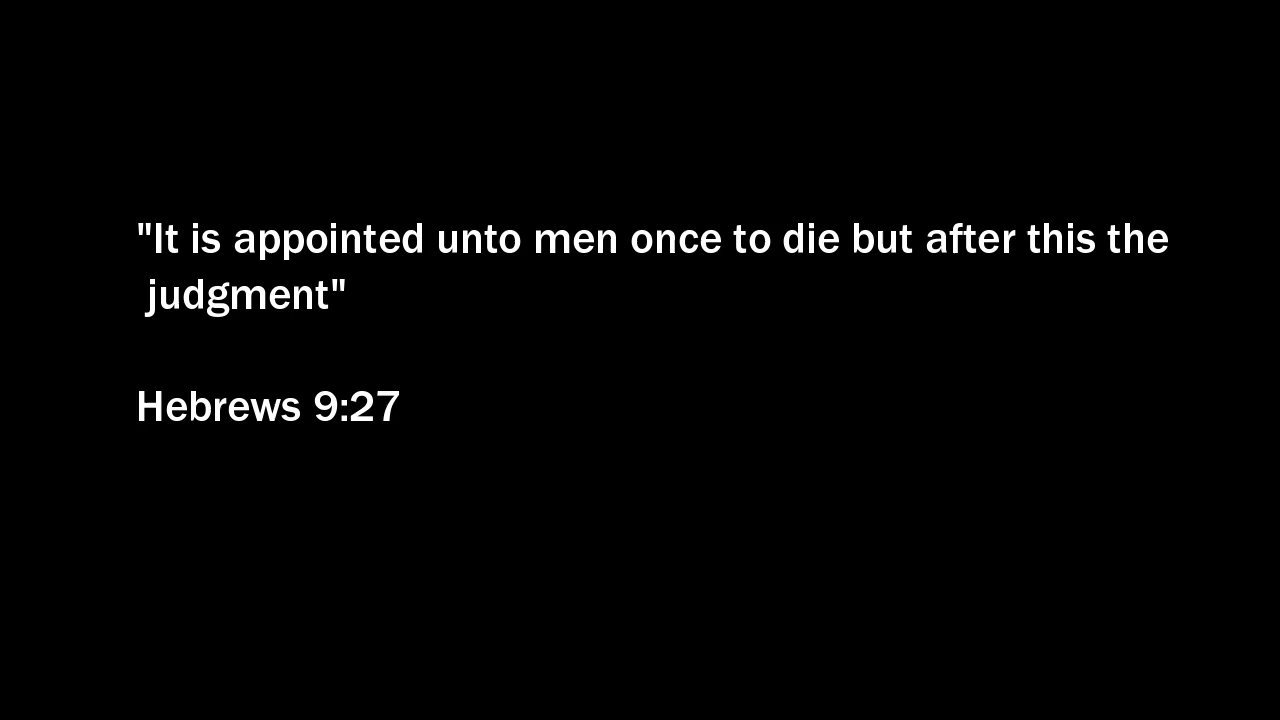 "It is appointed unto men once to die but after this the
judgment"
Hebrews 9:27